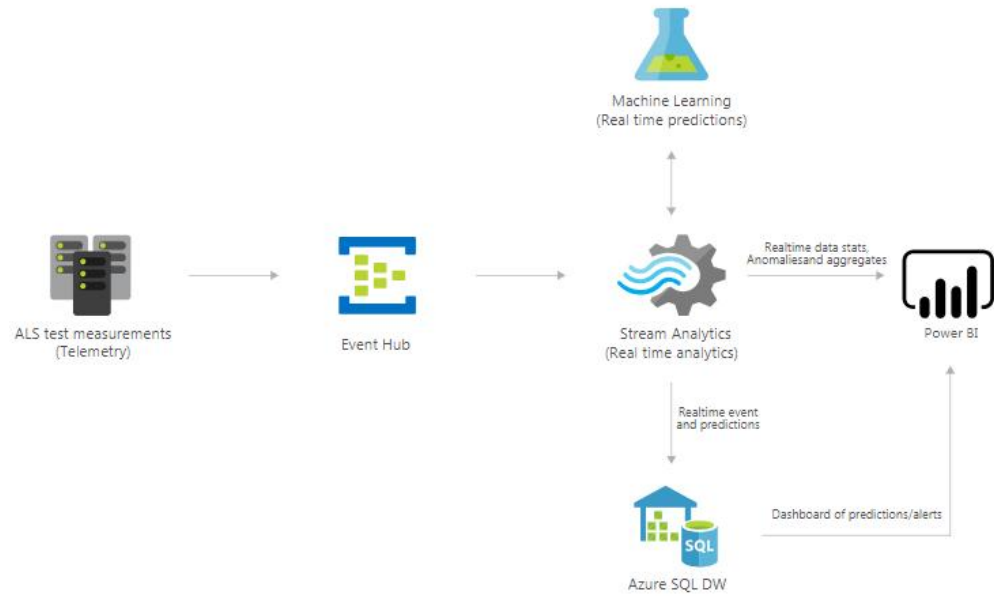 Machine Learning
(Real time predictions)
Realtime data stats,
Anomaliesand aggregates
ALS test measurements
(Telemetry)
Event Hub
Stream Analytics
(Real time analytics)
Power BI
Realtime event
and predictions
Dashboard of predictions/alerts
SQL
Azure SQL DW